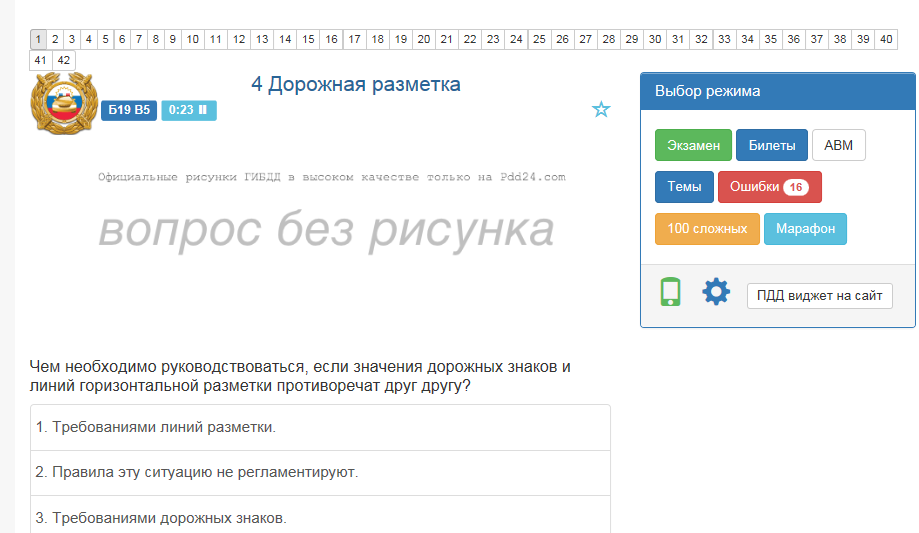 1 2 3 4 5 6 7 8 9 10 11 12 13 14 15 16 17 18 19 20 21 22 23 24 25 26 27 28 29 30 31 32 33 34 35 36 37 38 39 40
41 42
4 Дорожная разметка
Б19 В5 0:23
Официальные рисунки ГИБДД в высоком качестве только на Pdd24.com
вопрос без рисунка
Чем необходимо руководствоваться, если значения дорожных знаков и
линий горизонтальной разметки противоречат друг другу?
1. Требованиями линий разметки.
2. Правила эту ситуацию не регламентируют.
3. Требованиями дорожных знаков.
Выбор режима
Экзамен Билеты АВМ
Темы Ошибки 16
100 сложных Марафон
ПДД виджет на сайт